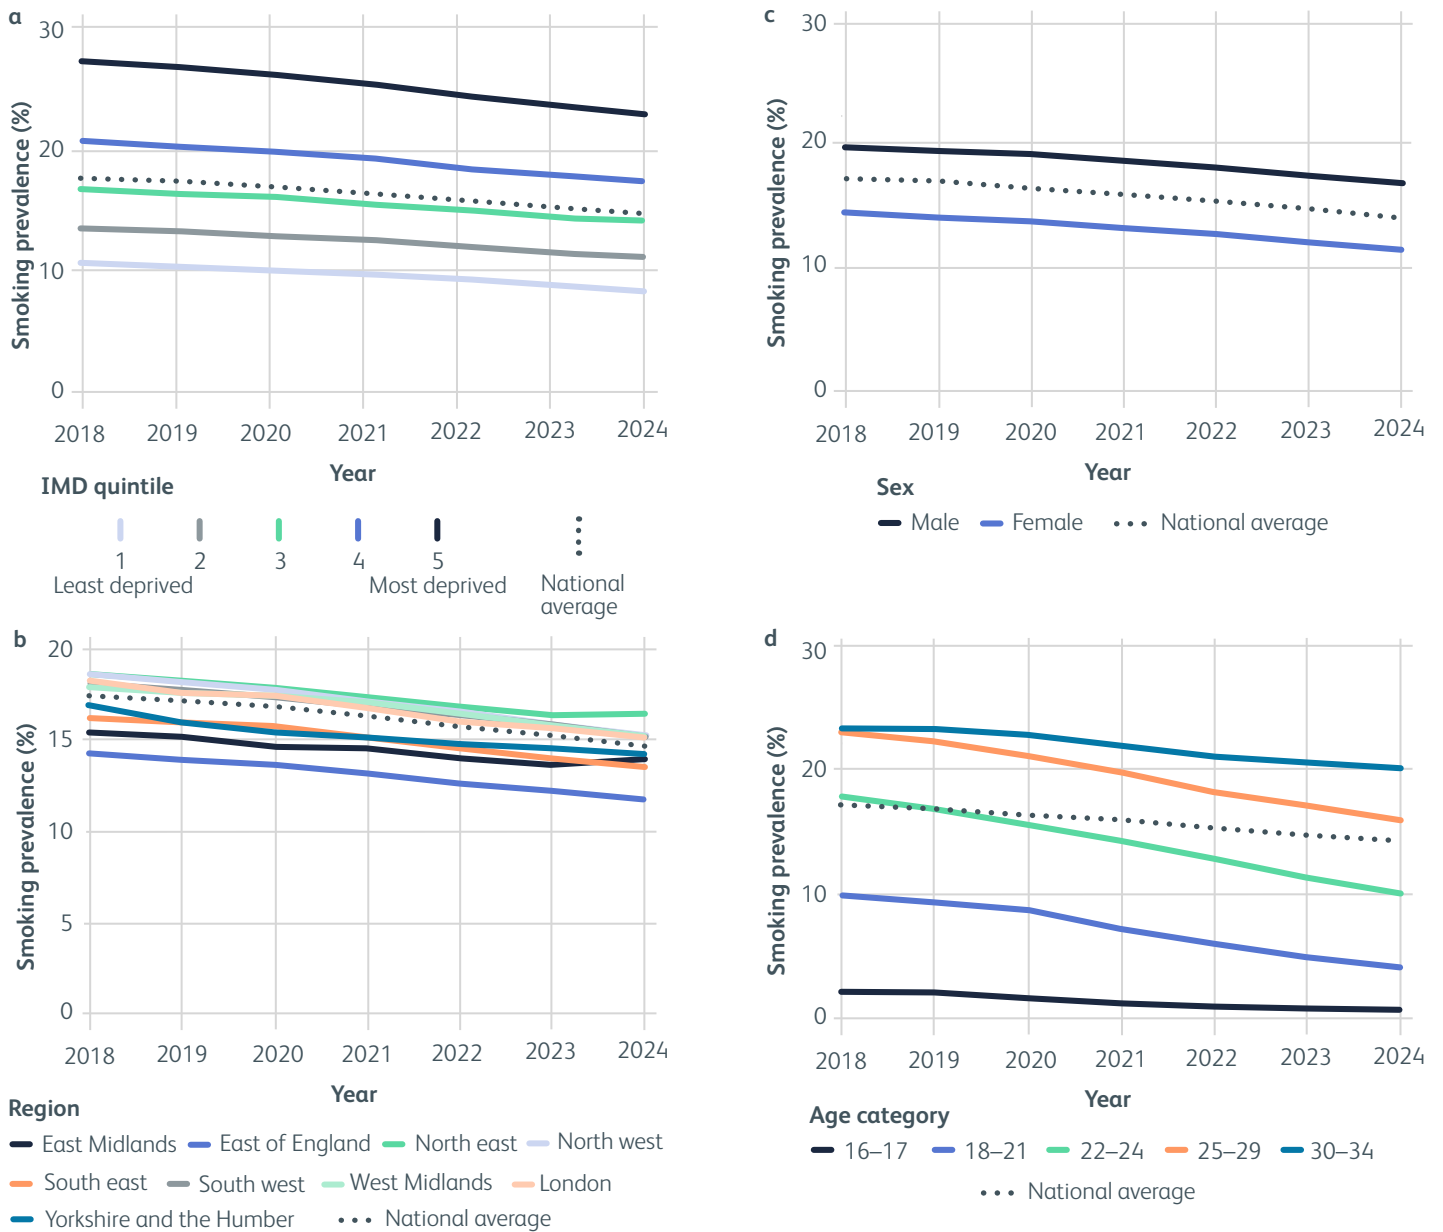 a
30
20
10
0
Smoking prevalence (%)
2018 2019 2020 2021 2022 2023 2024
Year
IMD quintile
1 2 3 4 5
Least deprived Most deprived National
average
c
30
20
10
0
Smoking prevalence (%)
2018 2019 2020 2021 2022 2023 2024
Year
Sex
Male Female National average
b
20
15
10
5
0
Smoking prevalence (%)
2018 2019 2020 2021 2022 2023 2024
Year
Region
East Midlands East of England North east North west
South east South west West Midlands London
Yorkshire and the Humber National average
d
30
20
10
0
Smoking prevalence (%)
2018 2019 2020 2021 2022 2023 2024
Year
Age category
16–17 18–21 22–24 25–29 30–34
National average